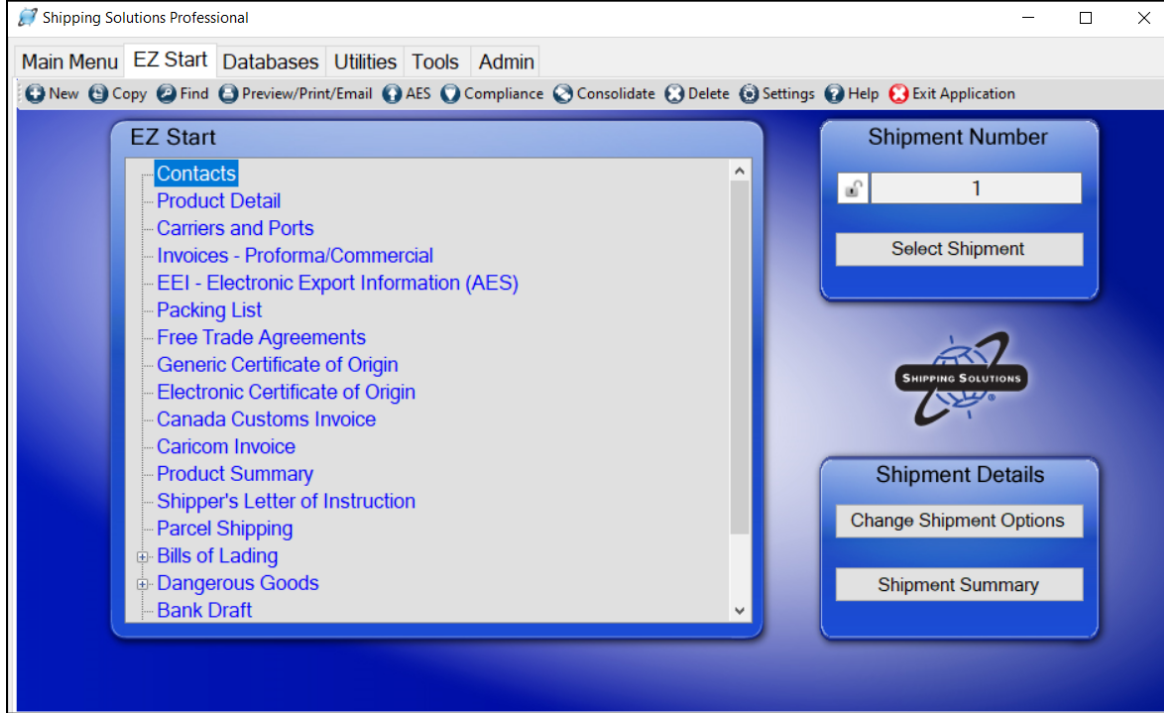 Shipping Solutions Professional
Main Menu EZ Start Databases Utilities Tools Admin
New Copy Find Preview/Print/Email AES Compliance Consolidate Delete Settings Help Exit Application
EZ Start
Contacts
Product Detail
Carriers and Ports
Invoices - Proforma/Commercial
EEI - Electronic Export Information (AES)
Packing List
Free Trade Agreements
Generic Certificate of Origin
Electronic Certificate of Origin
Canada Customs Invoice
Caricom Invoice
Product Summary
Shipper's Letter of Instruction
Parcel Shipping
Bills of Lading
Dangerous Goods
Bank Draft
Shipment Number
1
Select Shipment
SHIPPING SOLUTIONS
®
Shipment Details
Change Shipment Options
Shipment Summary